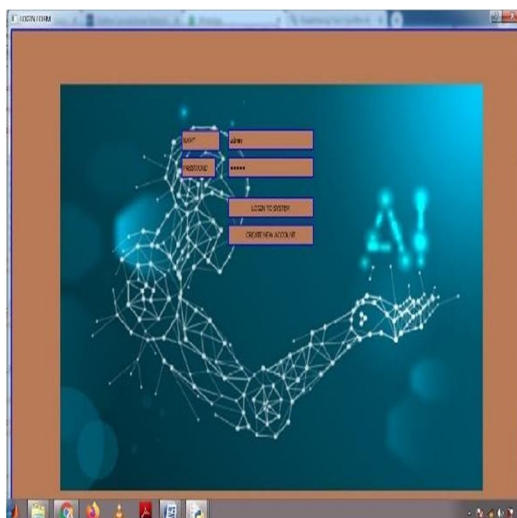 LOGIN FORM
NAME
admin
PASSWORD
LOGIN TO SYSTEM
CREATE NEW ACCOUNT
AI